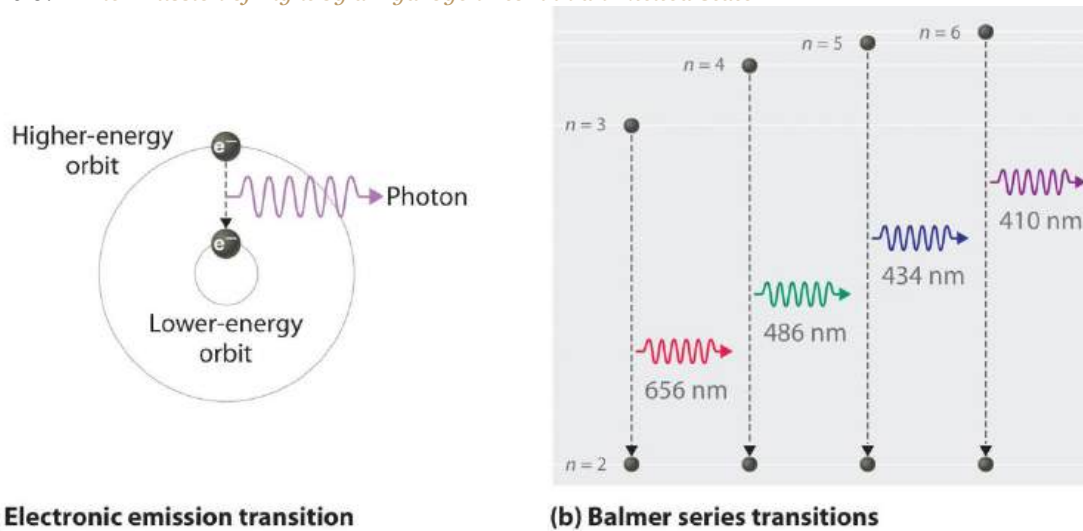 Higher-energy
orbit
e⁻
Photon
e⁻
Lower-energy
orbit
Electronic emission transition
n = 6
n = 5
n = 4
n = 3
410 nm
434 nm
486 nm
656 nm
n = 2
(b) Balmer series transitions